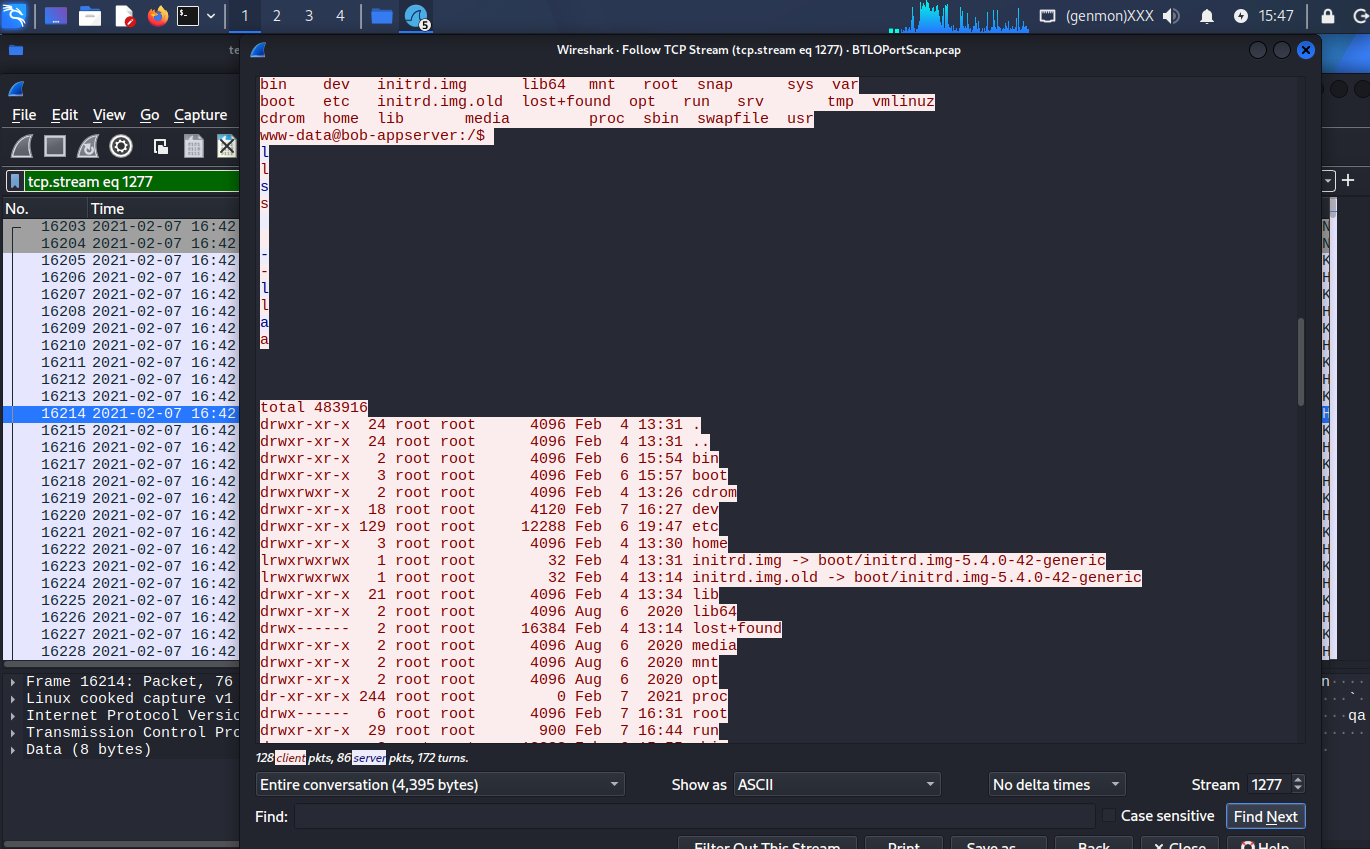 1 2 3 4 5 (genmon)XXX 15:47
te
Wireshark · Follow TCP Stream (tcp.stream eq 1277) · BTLOPortScan.pcap
File Edit View Go Capture
tcp.stream eq 1277
No. Time
16203 2021-02-07 16:42
16204 2021-02-07 16:42
16205 2021-02-07 16:42
16206 2021-02-07 16:42
16207 2021-02-07 16:42
16208 2021-02-07 16:42
16209 2021-02-07 16:42
16210 2021-02-07 16:42
16211 2021-02-07 16:42
16212 2021-02-07 16:42
16213 2021-02-07 16:42
16214 2021-02-07 16:42
16215 2021-02-07 16:42
16216 2021-02-07 16:42
16217 2021-02-07 16:42
16218 2021-02-07 16:42
16219 2021-02-07 16:42
16220 2021-02-07 16:42
16221 2021-02-07 16:42
16222 2021-02-07 16:42
16223 2021-02-07 16:42
16224 2021-02-07 16:42
16225 2021-02-07 16:42
16226 2021-02-07 16:42
16227 2021-02-07 16:42
16228 2021-02-07 16:42
Frame 16214: Packet, 76
Linux cooked capture v1
Internet Protocol Versio
Transmission Control Pro
Data (8 bytes)
bin dev initrd.img lib64 mnt root snap sys var
boot etc initrd.img.old lost+found opt run srv tmp vmlinuz
cdrom home lib media proc sbin swapfile usr
www-data@bob-appserver:/$
l
l
s
s
-
-
l
l
a
a
total 483916
drwxr-xr-x 24 root root 4096 Feb 4 13:31 .
drwxr-xr-x 24 root root 4096 Feb 4 13:31 ..
drwxr-xr-x 2 root root 4096 Feb 6 15:54 bin
drwxr-xr-x 3 root root 4096 Feb 6 15:57 boot
drwxrwxr-x 2 root root 4096 Feb 4 13:26 cdrom
drwxr-xr-x 18 root root 4120 Feb 7 16:27 dev
drwxr-xr-x 129 root root 12288 Feb 6 19:47 etc
drwxr-xr-x 3 root root 4096 Feb 4 13:30 home
lrwxrwxrwx 1 root root 32 Feb 4 13:31 initrd.img -> boot/initrd.img-5.4.0-42-generic
lrwxrwxrwx 1 root root 32 Feb 4 13:14 initrd.img.old -> boot/initrd.img-5.4.0-42-generic
drwxr-xr-x 21 root root 4096 Feb 4 13:34 lib
drwxr-xr-x 2 root root 4096 Aug 6 2020 lib64
drwx------ 2 root root 16384 Feb 4 13:14 lost+found
drwxr-xr-x 2 root root 4096 Aug 6 2020 media
drwxr-xr-x 2 root root 4096 Aug 6 2020 mnt
drwxr-xr-x 2 root root 4096 Aug 6 2020 opt
dr-xr-xr-x 244 root root 0 Feb 7 2021 proc
drwx------ 6 root root 4096 Feb 7 16:31 root
drwxr-xr-x 29 root root 900 Feb 7 16:44 run
128 client pkts, 86 server pkts, 172 turns.
Entire conversation (4,395 bytes) Show as ASCII No delta times Stream 1277
Find: Case sensitive Find Next
Filter Out This Stream Print Save as... Back Close Help